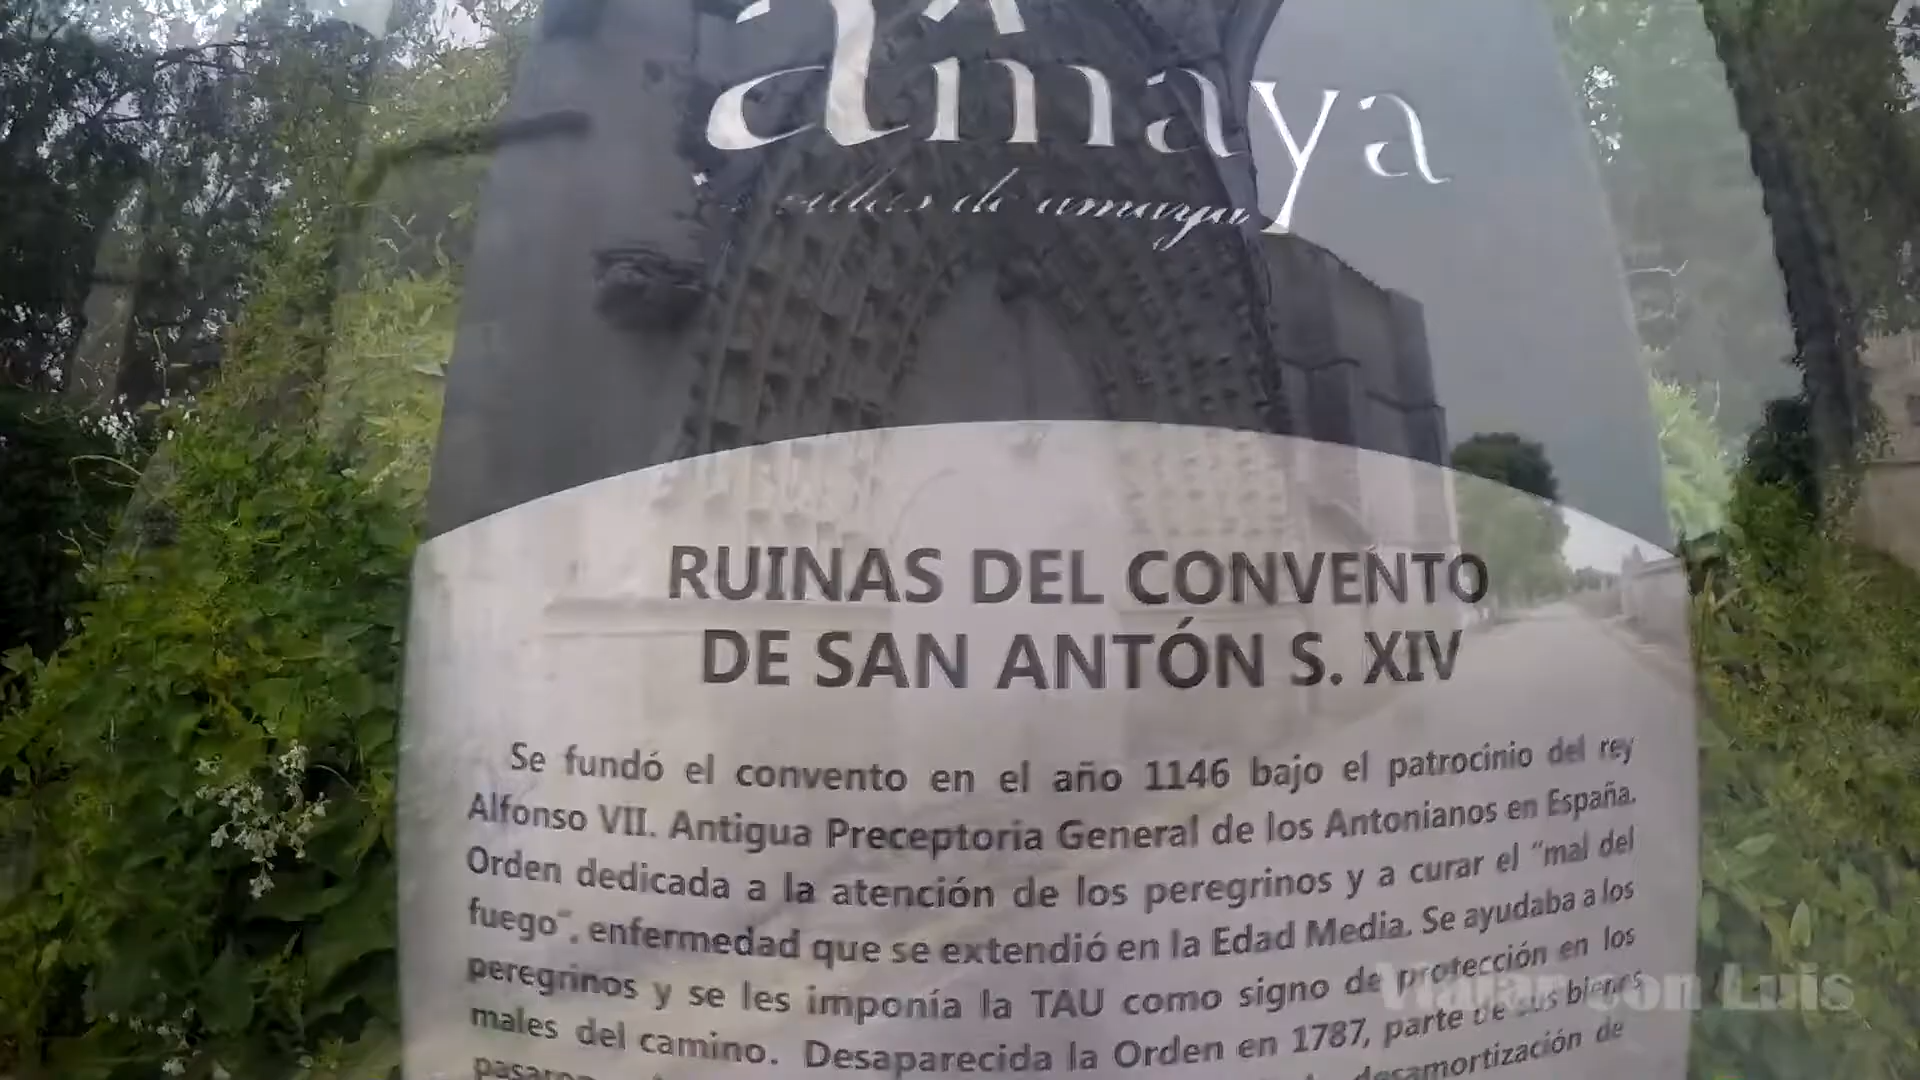 amaya
villas de amaya
RUINAS DEL CONVENTO
DE SAN ANTÓN S. XIV
Se fundó el convento en el año 1146 bajo el patrocinio del rey
Alfonso VII. Antigua Preceptoria General de los Antonianos en España.
Orden dedicada a la atención de los peregrinos y a curar el "mal del
fuego", enfermedad que se extendió en la Edad Media. Se ayudaba a los
peregrinos y se les imponía la TAU como signo de protección en los
males del camino. Desaparecida la Orden en 1787, parte de sus bienes
desamortización de
Viajar con Luis